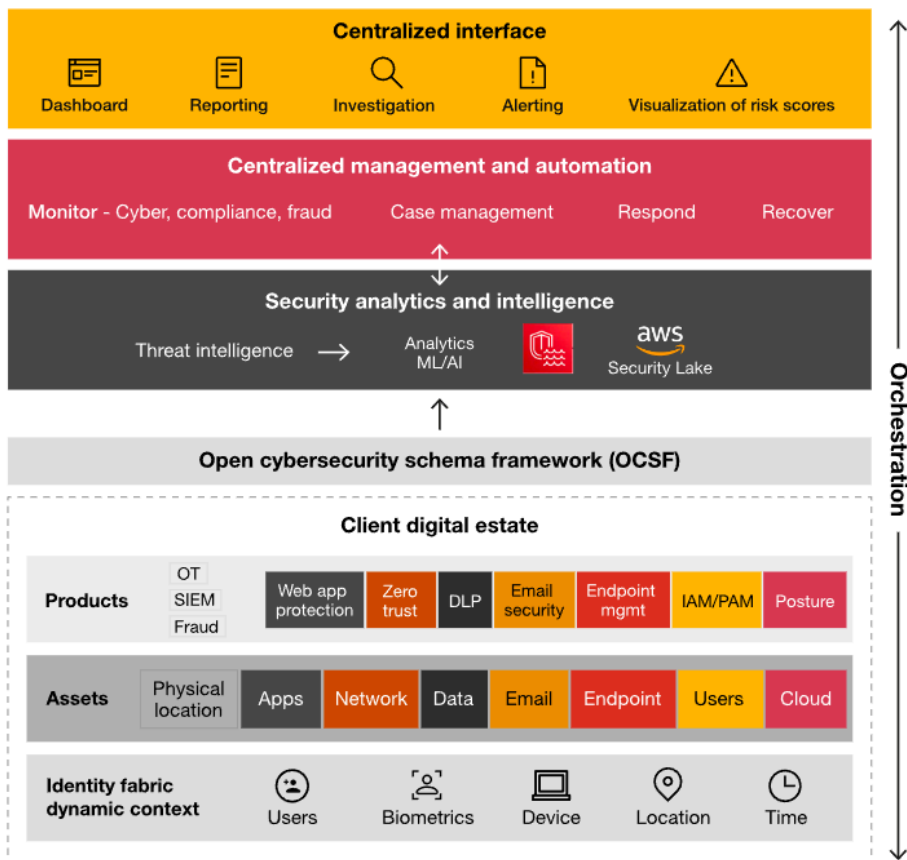 Centralized interface
Dashboard
Reporting
Investigation
Alerting
Visualization of risk scores
Centralized management and automation
Monitor - Cyber, compliance, fraud
Case management
Respond
Recover
Security analytics and intelligence
Threat intelligence
Analytics
ML/AI
aws
Security Lake
Open cybersecurity schema framework (OCSF)
Orchestration
Client digital estate
Products
OT
SIEM
Fraud
Web app
protection
Zero
trust
DLP
Email
security
Endpoint
mgmt
IAM/PAM
Posture
Assets
Physical
location
Apps
Network
Data
Email
Endpoint
Users
Cloud
Identity fabric
dynamic context
Users
Biometrics
Device
Location
Time